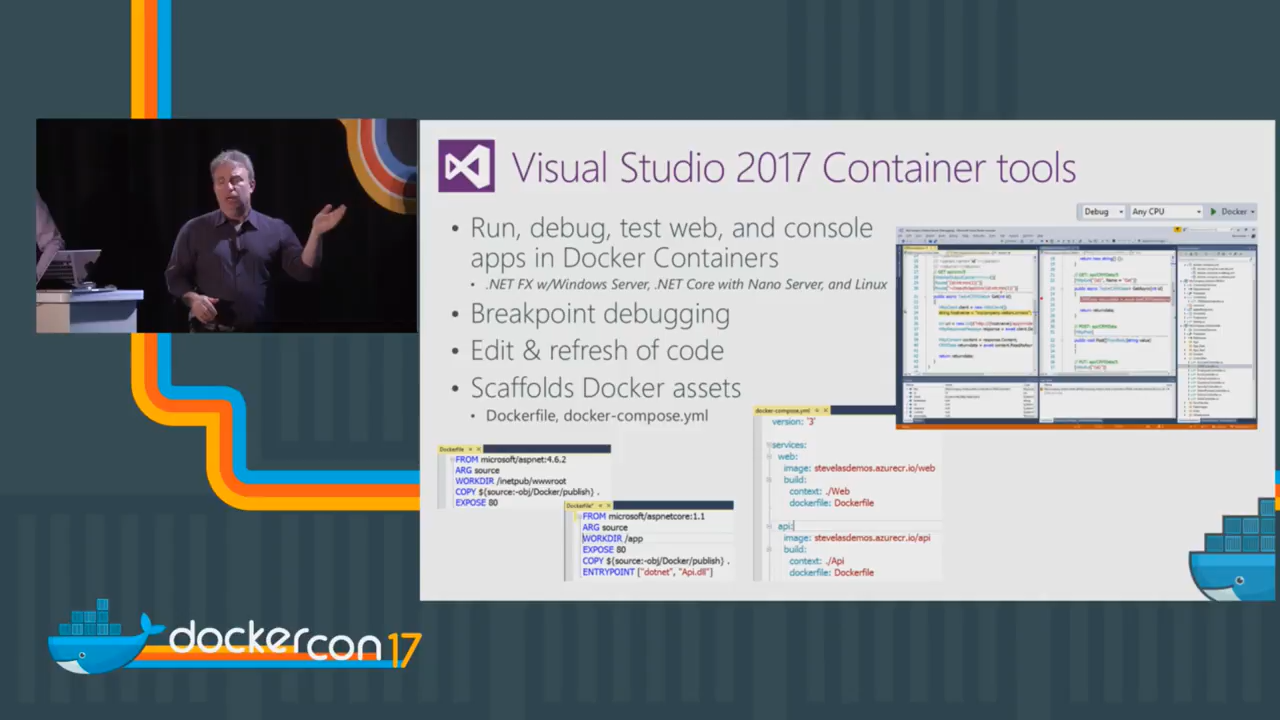 Visual Studio 2017 Container tools
• Run, debug, test web, and console
apps in Docker Containers
• .NET FX w/Windows Server, .NET Core with Nano Server, and Linux
• Breakpoint debugging
• Edit & refresh of code
• Scaffolds Docker assets
• Dockerfile, docker-compose.yml
Debug Any CPU Docker
Dockerfile
FROM microsoft/aspnet:4.6.2
ARG source
WORKDIR /inetpub/wwwroot
COPY ${source:-obj/Docker/publish} .
EXPOSE 80
Dockerfile*
FROM microsoft/aspnetcore:1.1
ARG source
WORKDIR /app
EXPOSE 80
COPY ${source:-obj/Docker/publish} .
ENTRYPOINT ["dotnet", "Api.dll"]
docker-compose.yml
version: '3'
services:
web:
image: stevelasdemos.azurecr.io/web
build:
context: ./Web
dockerfile: Dockerfile
api:
image: stevelasdemos.azurecr.io/api
build:
context: ./Api
dockerfile: Dockerfile
dockercon 17